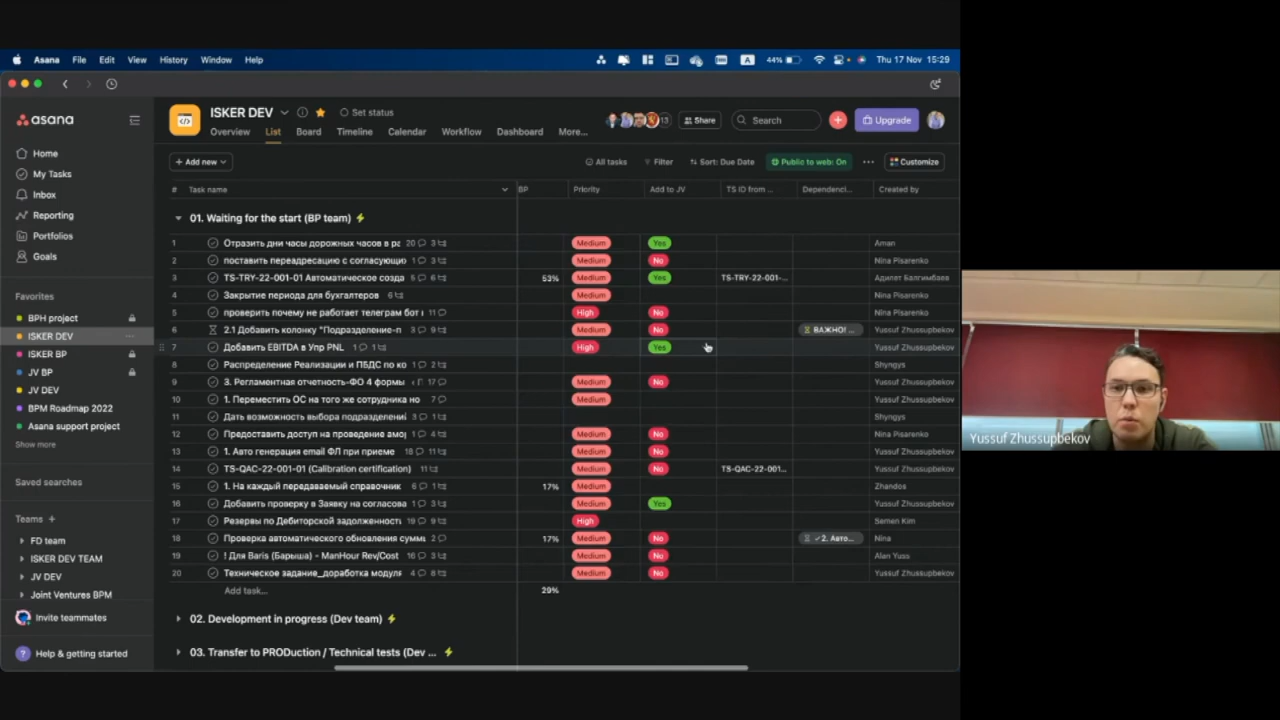 Asana File Edit View History Window Help 44% Thu 17 Nov 15:29
asana
ISKER DEV Set status
Overview List Board Timeline Calendar Workflow Dashboard More...
13 Share Search Upgrade
Home
My Tasks
Inbox
Reporting
Portfolios
Goals
Favorites
BPH project
ISKER DEV
ISKER BP
JV BP
JV DEV
BPM Roadmap 2022
Asana support project
Show more
Saved searches
Teams
FD team
ISKER DEV TEAM
JV DEV
Joint Ventures BPM
Invite teammates
Help & getting started
Add new All tasks Filter Sort: Due Date Public to web: On Customize
# Task name BP Priority Add to JV TS ID from ... Dependenci... Created by
01. Waiting for the start (BP team)
1 Отразить дни часы дорожных часов в ра 20 3 Medium Yes Aman
2 поставить переадресацию с согласующи 1 3 Medium No Nina Pisarenko
3 TS-TRY-22-001-01 Автоматическое созда 5 6 53% Medium Yes TS-TRY-22-001-... Адилет Балгимбаев
4 Закрытие периода для бухгалтеров 6 Medium Nina Pisarenko
5 проверить почему не работает телеграм бот 11 High No Nina Pisarenko
6 2.1 Добавить колонку "Подразделение-п 3 9 Medium No ВАЖНО! ... Yussuf Zhussupbekov
7 Добавить EBITDA в Упр PNL 1 1 High Yes Yussuf Zhussupbekov
8 Распределение Реализации и ПБДС по ко 1 2 Shyngys
9 3. Регламентная отчетность-ФО 4 формы 17 Medium No Yussuf Zhussupbekov
10 1. Переместить ОС на того же сотрудника но 7 Medium Yussuf Zhussupbekov
11 Дать возможность выбора подразделени 3 1 Shyngys
12 Предоставить доступ на проведение амо 1 4 Medium No Nina Pisarenko
13 1. Авто генерация email ФЛ при приеме 18 11 Medium No Yussuf Zhussupbekov
14 TS-QAC-22-001-01 (Calibration certification) 11 Medium No TS-QAC-22-001... Yussuf Zhussupbekov
15 1. На каждый передаваемый справочник 6 1 17% Medium Zhandos
16 Добавить проверку в Заявку на согласова 1 3 Medium Yes Yussuf Zhussupbekov
17 Резервы по Дебиторской задолженност 19 9 High Semen Kim
18 Проверка автоматического обновления сумм 2 17% Medium No 2. Авто... Nina
19 ! Для Baris (Барыша) - ManHour Rev/Cost 16 3 Medium No Alan Yuss
20 Техническое задание_доработка модуля 4 8 Medium No Yussuf Zhussupbekov
Add task... 29%
02. Development in progress (Dev team)
03. Transfer to PRODuction / Technical tests (Dev ...
Yussuf Zhussupbekov